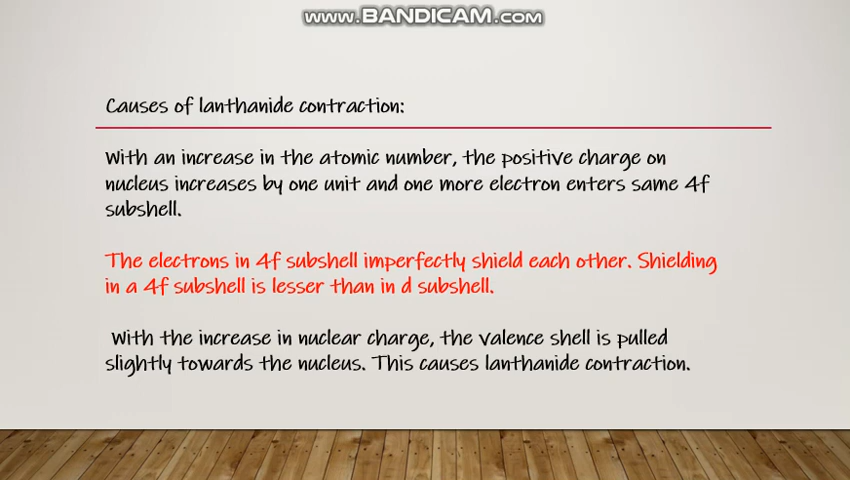 www.BANDICAM.com
Causes of lanthanide contraction:
With an increase in the atomic number, the positive charge on
nucleus increases by one unit and one more electron enters same 4f
subshell.
The electrons in 4f subshell imperfectly shield each other. Shielding
in a 4f subshell is lesser than in d subshell.
With the increase in nuclear charge, the valence shell is pulled
slightly towards the nucleus. This causes lanthanide contraction.